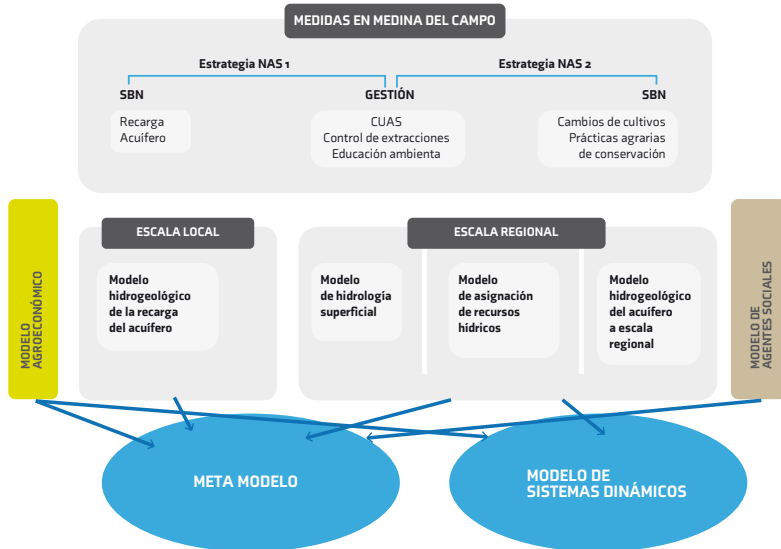 MEDIDAS EN MEDINA DEL CAMPO
Estrategia NAS 1
Estrategia NAS 2
SBN
GESTIÓN
SBN
Recarga
Acuífero
CUAS
Control de extracciones
Educación ambienta
Cambios de cultivos
Prácticas agrarias
de conservación
MODELO
AGROECONÓMICO
ESCALA LOCAL
Modelo
hidrogeológico
de la recarga
del acuífero
ESCALA REGIONAL
Modelo
de hidrología
superficial
Modelo
de asignación
de recursos
hídricos
Modelo
hidrogeológico
del acuífero
a escala
regional
MODELO DE
AGENTES SOCIALES
META MODELO
MODELO DE
SISTEMAS DINÁMICOS